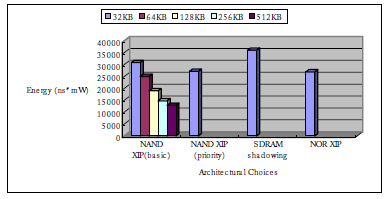 32KB 64KB 128KB 256KB 512KB
40000
35000
30000
25000
20000
15000
10000
5000
0
Energy (ns*mW)
NAND XIP(basic)
NAND XIP (priority)
SDRAM shadowing
NOR XIP
Architectural Choices